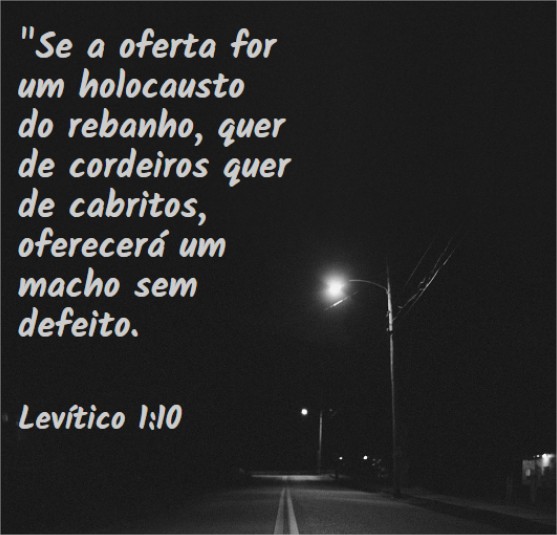 "Se a oferta for
um holocausto
do rebanho, quer
de cordeiros quer
de cabritos,
oferecerá um
macho sem
defeito.
Levítico 1:10